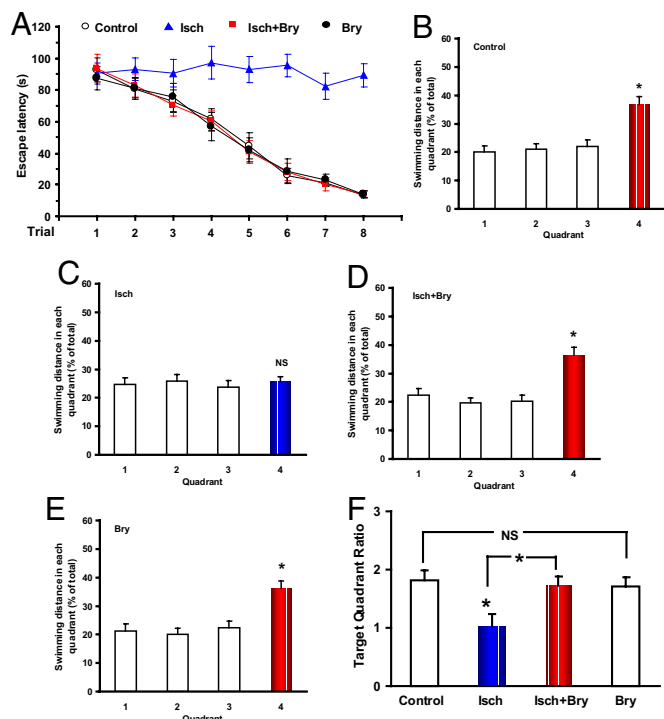 A
Control Isch Isch+Bry Bry
Escape latency (s)
120
100
80
60
40
20
0
Trial 1 2 3 4 5 6 7 8
B
Control
Swimming distance in each
quadrant (% of total)
60
50
40
30
20
10
0
*
1 2 3 4
Quadrant
C
Isch
Swimming distance in each
quadrant (% of total)
60
50
40
30
20
10
0
NS
1 2 3 4
Quadrant
D
Isch+Bry
Swimming distance in each
quadrant (% of total)
60
50
40
30
20
10
0
*
1 2 3 4
Quadrant
E
Bry
Swimming distance in each
quadrant (% of total)
60
50
40
30
20
10
0
*
1 2 3 4
Quadrant
F
Target Quadrant Ratio
3
2
1
0
NS
*
*
Control Isch Isch+Bry Bry